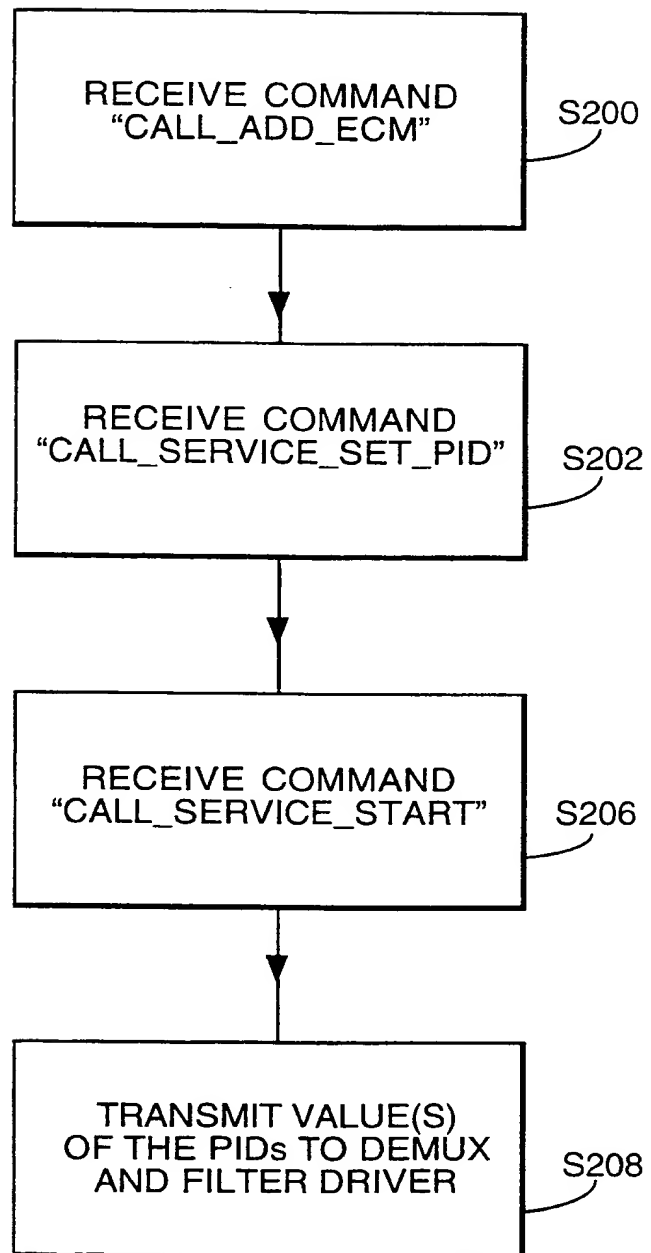 RECEIVE COMMAND
“CALL_ADD_ECM”
S200
RECEIVE COMMAND
“CALL_SERVICE_SET_PID”
S202
RECEIVE COMMAND
“CALL_SERVICE_START”
S206
TRANSMIT VALUE(S)
OF THE PIDs TO DEMUX
AND FILTER DRIVER
S208